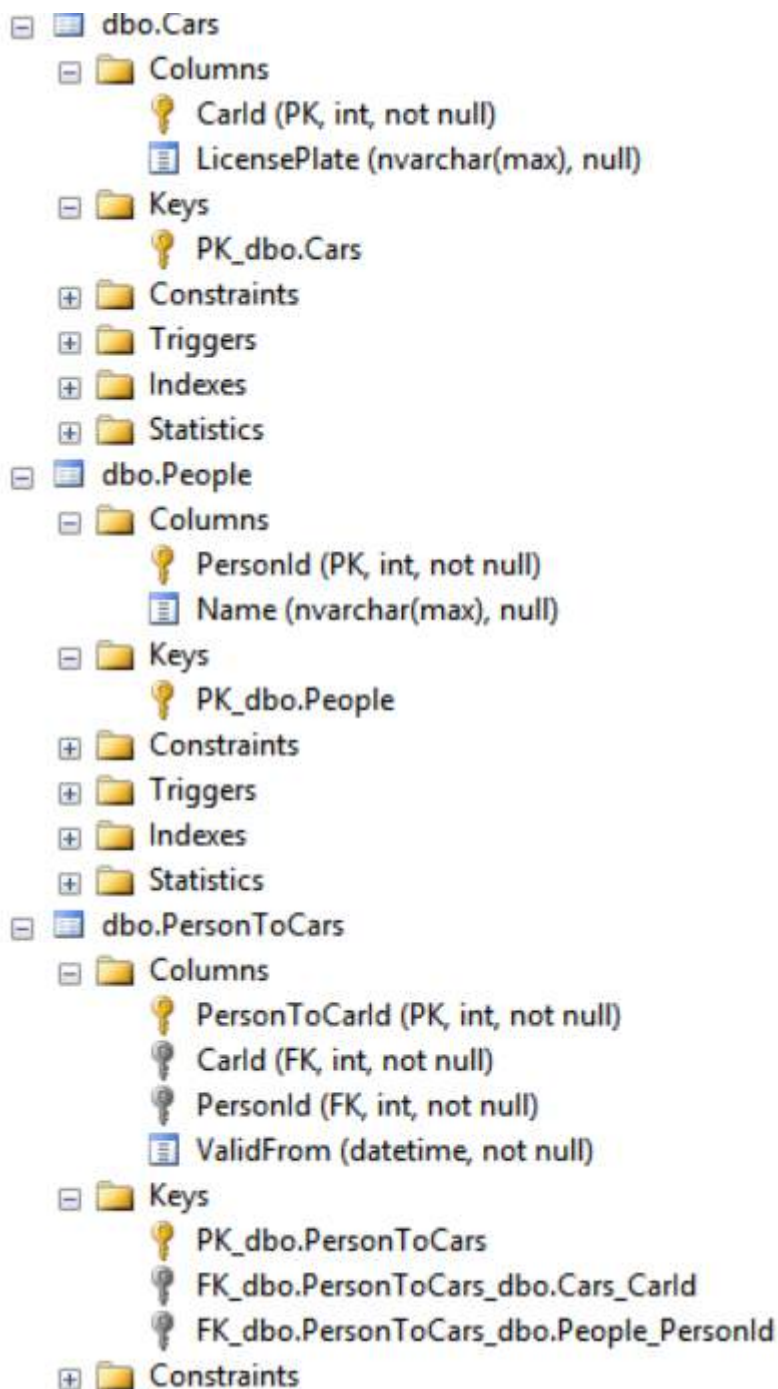 dbo.Cars
Columns
CarId (PK, int, not null)
LicensePlate (nvarchar(max), null)
Keys
PK_dbo.Cars
Constraints
Triggers
Indexes
Statistics
dbo.People
Columns
PersonId (PK, int, not null)
Name (nvarchar(max), null)
Keys
PK_dbo.People
Constraints
Triggers
Indexes
Statistics
dbo.PersonToCars
Columns
PersonToCarId (PK, int, not null)
CarId (FK, int, not null)
PersonId (FK, int, not null)
ValidFrom (datetime, not null)
Keys
PK_dbo.PersonToCars
FK_dbo.PersonToCars_dbo.Cars_CarId
FK_dbo.PersonToCars_dbo.People_PersonId
Constraints